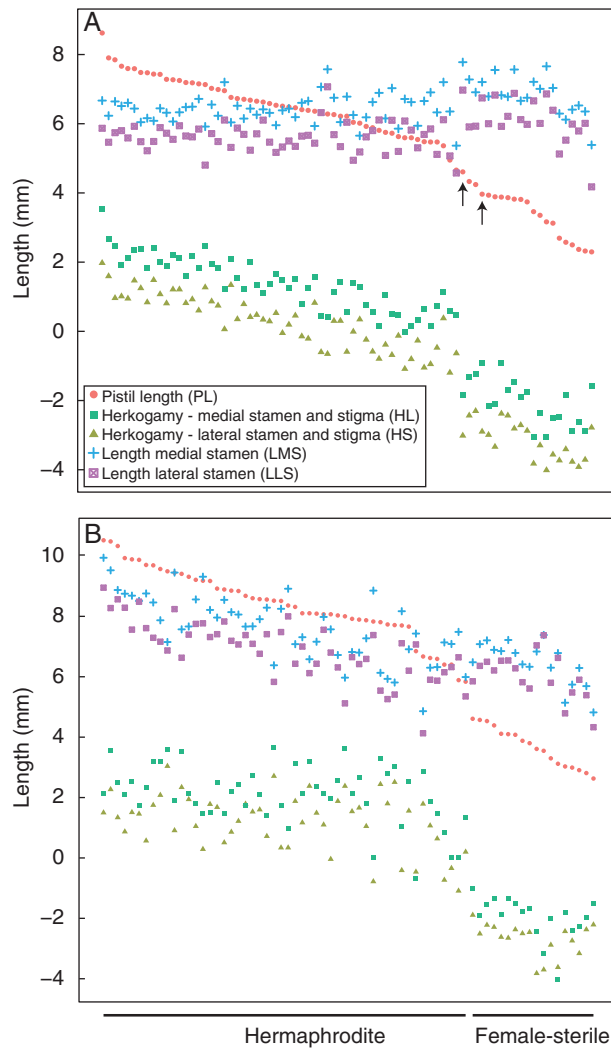 A
8
6
4
2
0
−2
−4
Length (mm)
Pistil length (PL)
Herkogamy - medial stamen and stigma (HL)
Herkogamy - lateral stamen and stigma (HS)
Length medial stamen (LMS)
Length lateral stamen (LLS)
B
10
8
6
4
2
0
−2
−4
Length (mm)
Hermaphrodite
Female-sterile